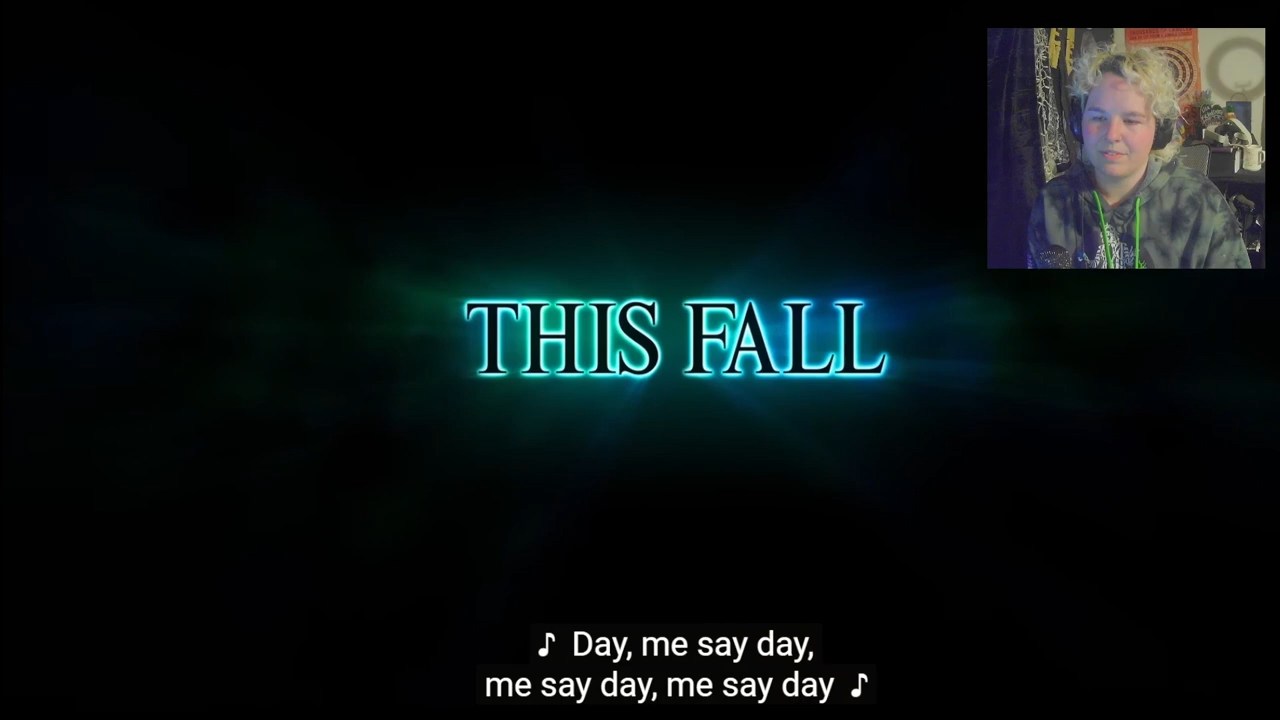 THIS FALL
♪ Day, me say day,
me say day, me say day ♪